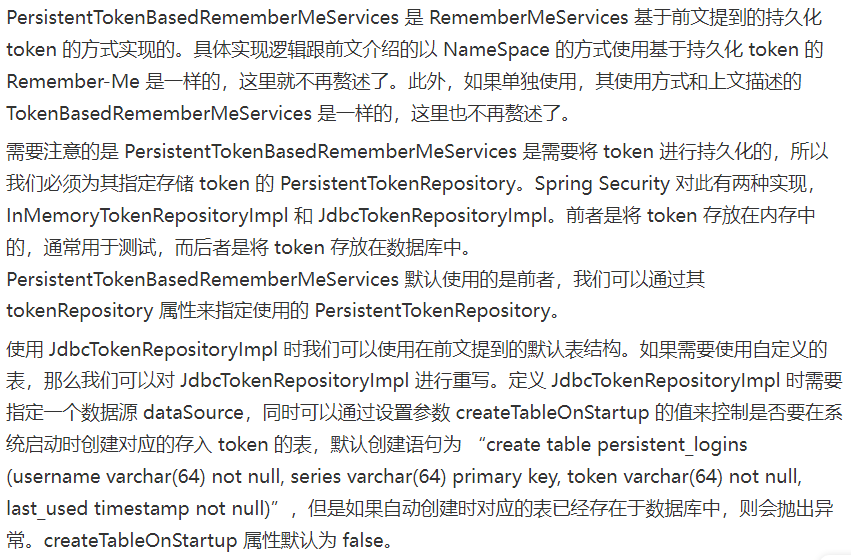 PersistentTokenBasedRememberMeServices 是 RememberMeServices 基于前文提到的持久化
token 的方式实现的。具体实现逻辑跟前文介绍的以 NameSpace 的方式使用基于持久化 token 的
Remember-Me 是一样的，这里就不再赘述了。此外，如果单独使用，其使用方式和上文描述的
TokenBasedRememberMeServices 是一样的，这里也不再赘述了。
需要注意的是 PersistentTokenBasedRememberMeServices 是需要将 token 进行持久化的，所以
我们必须为其指定存储 token 的 PersistentTokenRepository。Spring Security 对此有两种实现，
InMemoryTokenRepositoryImpl 和 JdbcTokenRepositoryImpl。前者是将 token 存放在内存中
的，通常用于测试，而后者是将 token 存放在数据库中。
PersistentTokenBasedRememberMeServices 默认使用的是前者，我们可以通过其
tokenRepository 属性来指定使用的 PersistentTokenRepository。
使用 JdbcTokenRepositoryImpl 时我们可以使用在前文提到的默认表结构。如果需要使用自定义的
表，那么我们可以对 JdbcTokenRepositoryImpl 进行重写。定义 JdbcTokenRepositoryImpl 时需要
指定一个数据源 dataSource，同时可以通过设置参数 createTableOnStartup 的值来控制是否要在系
统启动时创建对应的存入 token 的表，默认创建语句为 “create table persistent_logins
(username varchar(64) not null, series varchar(64) primary key, token varchar(64) not null,
last_used timestamp not null)”，但是如果自动创建时对应的表已经存在于数据库中，则会抛出异
常。createTableOnStartup 属性默认为 false。